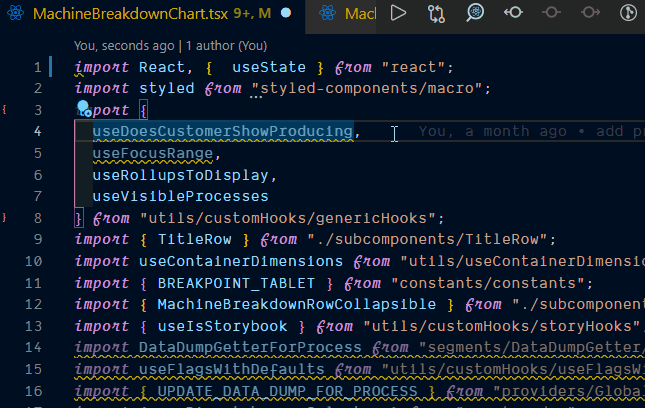 MachineBreakdownChart.tsx 9+, M ● Mac
You, seconds ago | 1 author (You)
1 import React, {  useState } from "react";
2 import styled from "styled-components/macro";
3 import {
4 useDoesCustomerShowProducing, You, a month ago • add pr
5 useFocusRange,
6 useRollupsToDisplay,
7 useVisibleProcesses
8 } from "utils/customHooks/genericHooks";
9 import { TitleRow } from "./subcomponents/TitleRow";
10 import useContainerDimensions from "utils/useContainerDimensio
11 import { BREAKPOINT_TABLET } from "constants/constants";
12 import { MachineBreakdownRowCollapsible } from "./subcomponent
13 import { useIsStorybook } from "utils/customHooks/storyHooks"
14 import DataDumpGetterForProcess from "segments/DataDumpGetter/
15 import useFlagsWithDefaults from "utils/customHooks/useFlagsWi
16 import { UPDATE_DATA_DUMP_FOR_PROCESS } from "providers/Globa